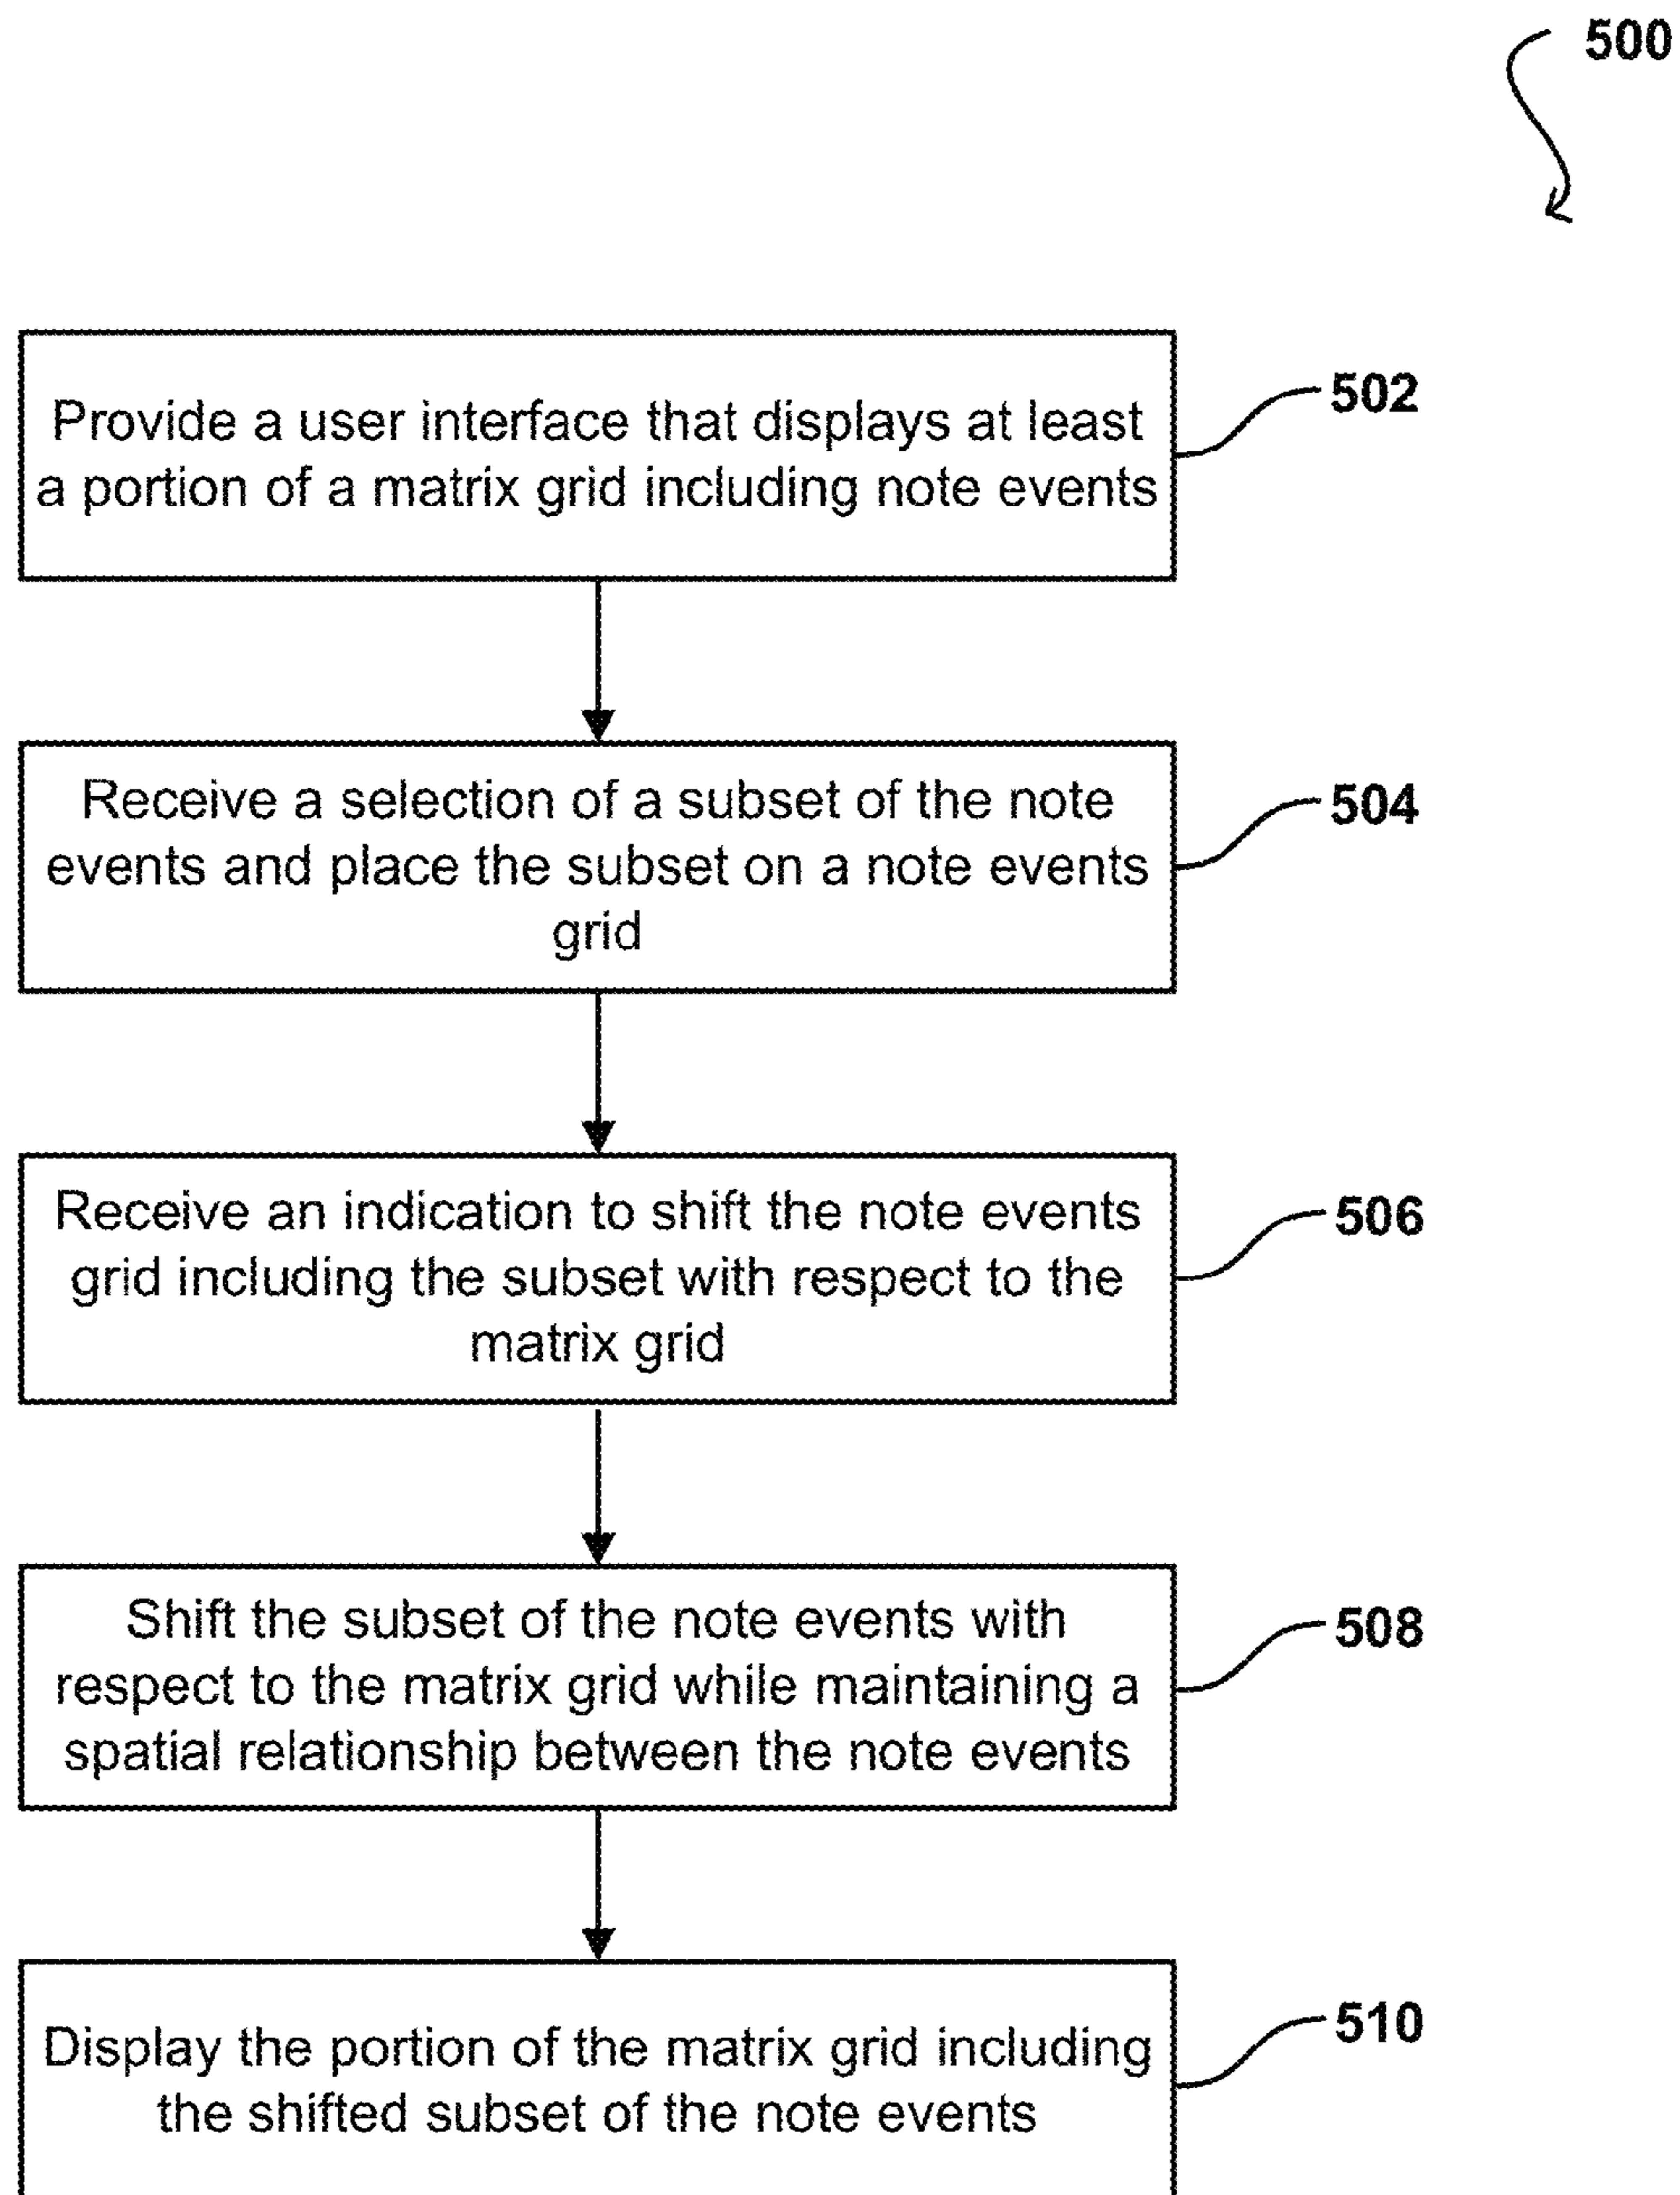 500
Provide a user interface that displays at least
a portion of a matrix grid including note events
502
Receive a selection of a subset of the note
events and place the subset on a note events
grid
504
Receive an indication to shift the note events
grid including the subset with respect to the
matrix grid
506
Shift the subset of the note events with
respect to the matrix grid while maintaining a
spatial relationship between the note events
508
Display the portion of the matrix grid including
the shifted subset of the note events
510